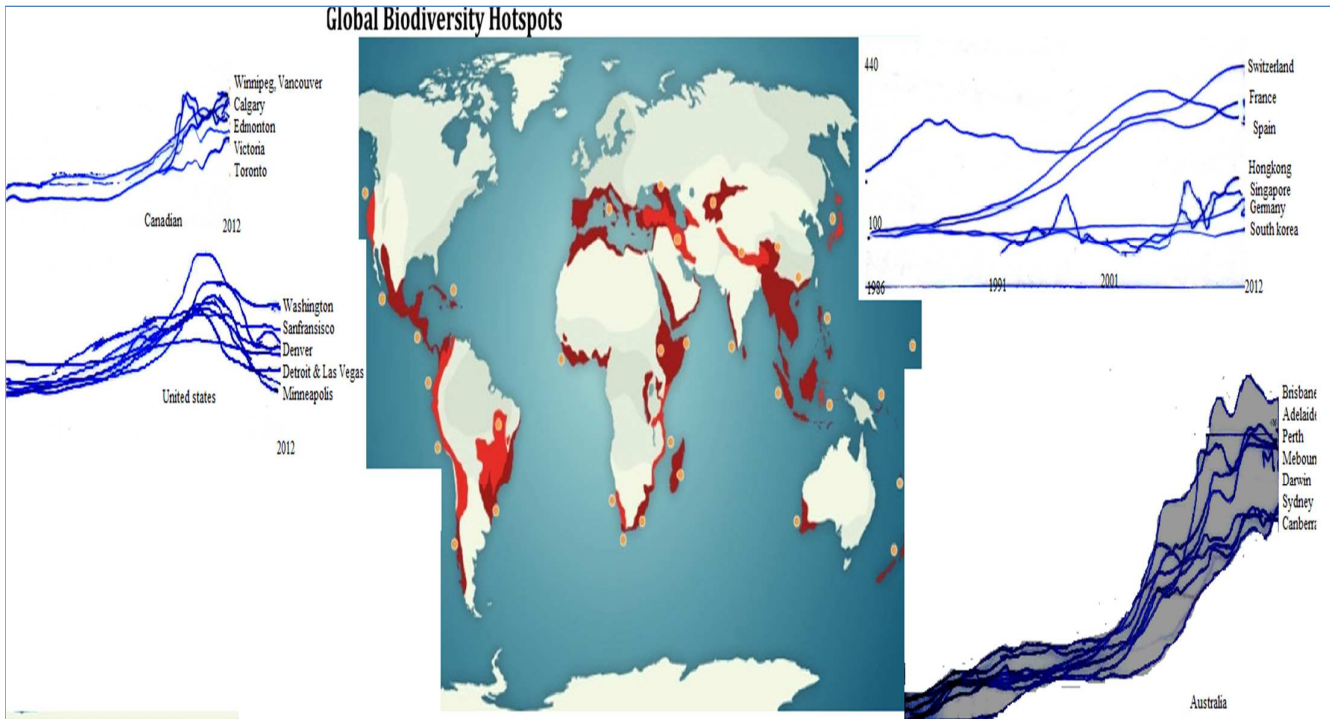 Global Biodiversity Hotspots
Winnipeg, Vancouver
Calgary
Edmonton
Victoria
Toronto
Canadian
2012
Washington
Sanfransisco
Denver
Detroit & Las Vegas
Minneapolis
United states
2012
440
Switzerland
France
Spain
Hongkong
Singapore
Germany
South korea
100
1986
1991
2001
2012
Brisbane
Adelaide
Perth
Mebourn
Darwin
Sydney
Canberra
Australia